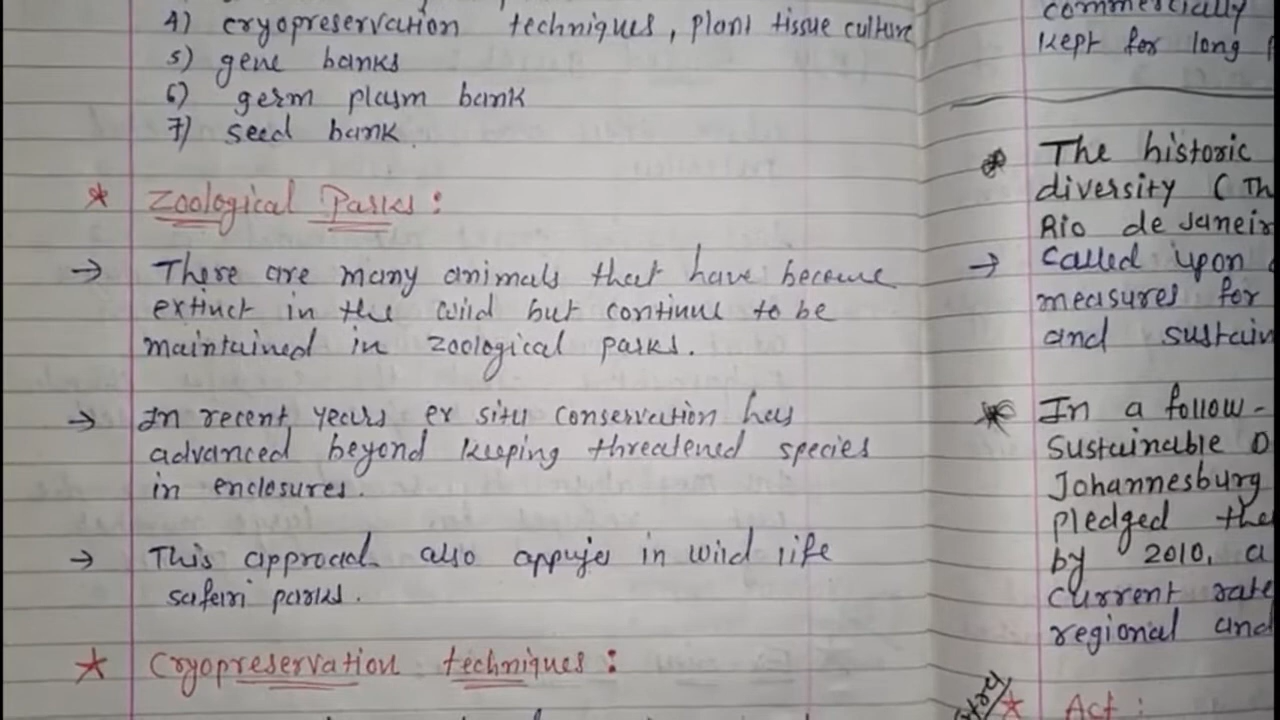 4) cryopreservation techniques, plant tissue culture
5) gene banks
6) germ plasm bank
7) seed bank.
* Zoological Parks:
→ There are many animals that have become
extinct in the wild but continue to be
maintained in zoological parks.
→ In recent years ex situ conservation has
advanced beyond keeping threatened species
in enclosures.
→ This approach also appujes in wild life
safari parks.
* Cryopreservation techniques:
commercially
kept for long
* The historic
diversity (Th
Rio de Janeir
→ called upon
measures for
and sustain
* In a follow-
Sustainable D
Johannesburg
pledged the
by 2010, a
current rate
regional and
* Act: